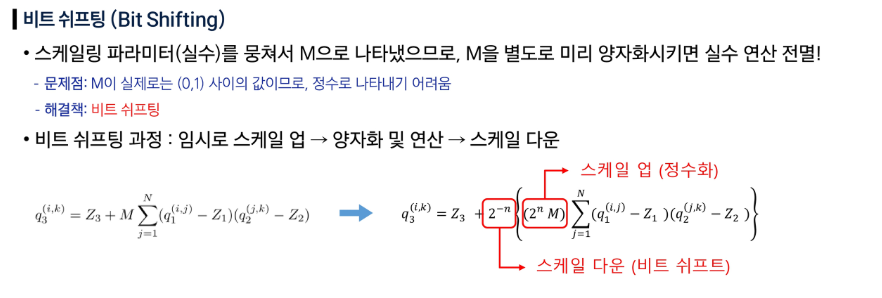 비트 쉬프팅 (Bit Shifting)
• 스케일링 파라미터(실수)를 뭉쳐서 M으로 나타냈으므로, M을 별도로 미리 양자화시키면 실수 연산 전멸!
- 문제점: M이 실제로는 (0,1) 사이의 값이므로, 정수로 나타내기 어려움
- 해결책: 비트 쉬프팅
• 비트 쉬프팅 과정 : 임시로 스케일 업 → 양자화 및 연산 → 스케일 다운
스케일 업 (정수화)
q_3^{(i,k)} = Z_3 + M \sum_{j=1}^{N} (q_1^{(i,j)} - Z_1)(q_2^{(j,k)} - Z_2)
q_3^{(i,k)} = Z_3 + 2^{-n} \left\{ (2^n M) \sum_{j=1}^{N} (q_1^{(i,j)} - Z_1)(q_2^{(j,k)} - Z_2) \right\}
스케일 다운 (비트 쉬프트)